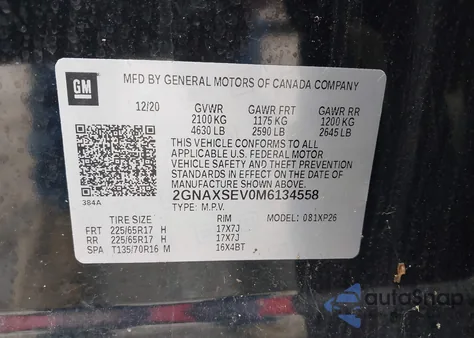 GM
MFD BY GENERAL MOTORS OF CANADA COMPANY
12/20 GVWR GAWR FRT GAWR RR
2100 KG 1175 KG 1200 KG
4630 LB 2590 LB 2645 LB
THIS VEHICLE CONFORMS TO ALL
APPLICABLE U.S. FEDERAL MOTOR
VEHICLE SAFETY AND THEFT PREVENTION
STANDARDS IN EFFECT ON THE DATE OF
MANUFACTURE SHOWN ABOVE.
384A
2GNAXSEV0M6134558
TYPE: M.P.V. MODEL: 081XP26
TIRE SIZE RIM
FRT 225/65R17 H 17X7J
RR 225/65R17 H 17X7J
SPA T135/70R16 M 16X4BT
autoSnap